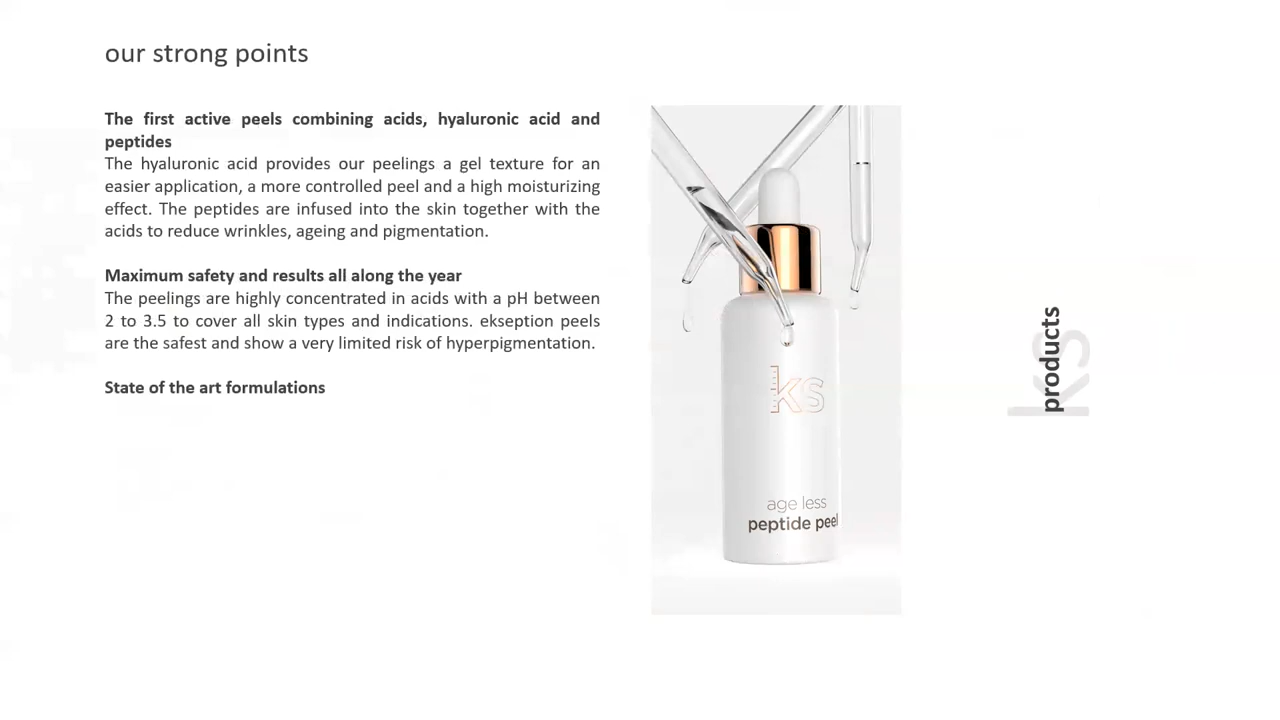 our strong points
The first active peels combining acids, hyaluronic acid and
peptides
The hyaluronic acid provides our peelings a gel texture for an
easier application, a more controlled peel and a high moisturizing
effect. The peptides are infused into the skin together with the
acids to reduce wrinkles, ageing and pigmentation.
Maximum safety and results all along the year
The peelings are highly concentrated in acids with a pH between
2 to 3.5 to cover all skin types and indications. ekseption peels
are the safest and show a very limited risk of hyperpigmentation.
State of the art formulations
ks
age less
peptide peel
ks
products